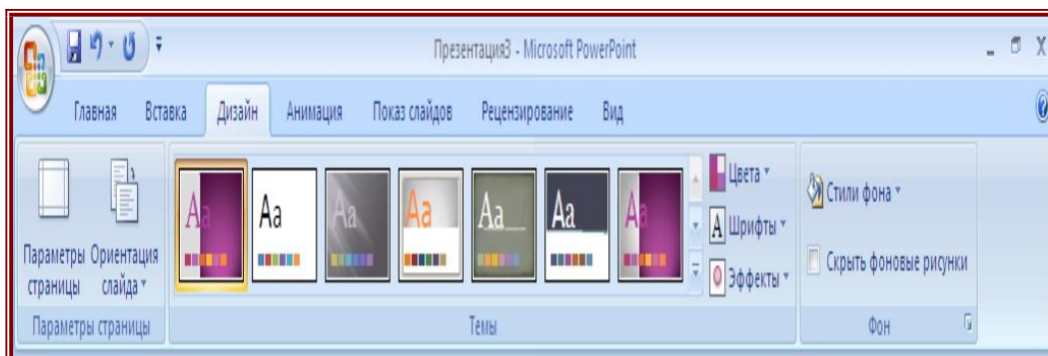 Презентация3 - Microsoft PowerPoint
Главная Вставка Дизайн Анимация Показ слайдов Рецензирование Вид
Параметры страницы
Ориентация слайда
Aa Aa Aa Aa Aa Aa Aa
Цвета
Шрифты
Эффекты
Стили фона
Скрыть фоновые рисунки
Параметры страницы Темы Фон